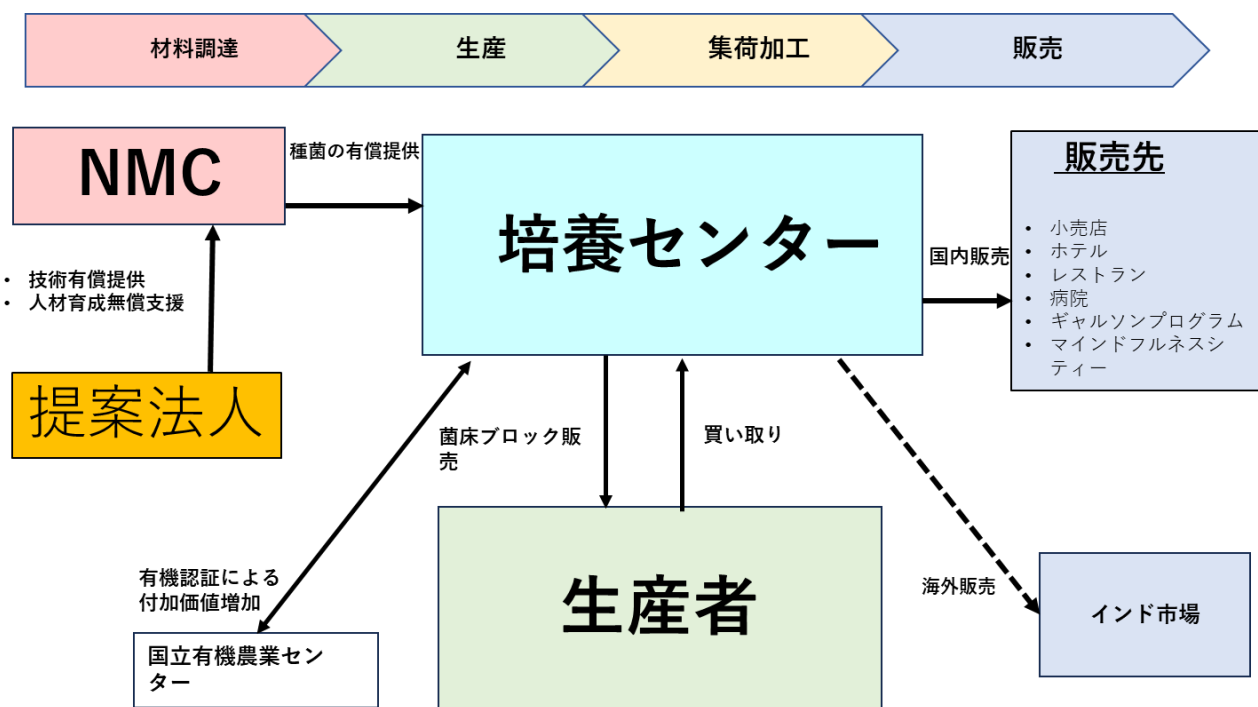 材料調達
生産
集荷加工
販売
NMC
種菌の有償提供
培養センター
国内販売
販売先
• 小売店
• ホテル
• レストラン
• 病院
• ギャルソンプログラム
• マインドフルネスシ
ティー
• 技術有償提供
• 人材育成無償支援
提案法人
菌床ブロック販
売
買い取り
有機認証による
付加価値増加
海外販売
国立有機農業セン
ター
生産者
インド市場